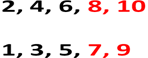 2, 4, 6, 8, 10
1, 3, 5, 7, 9